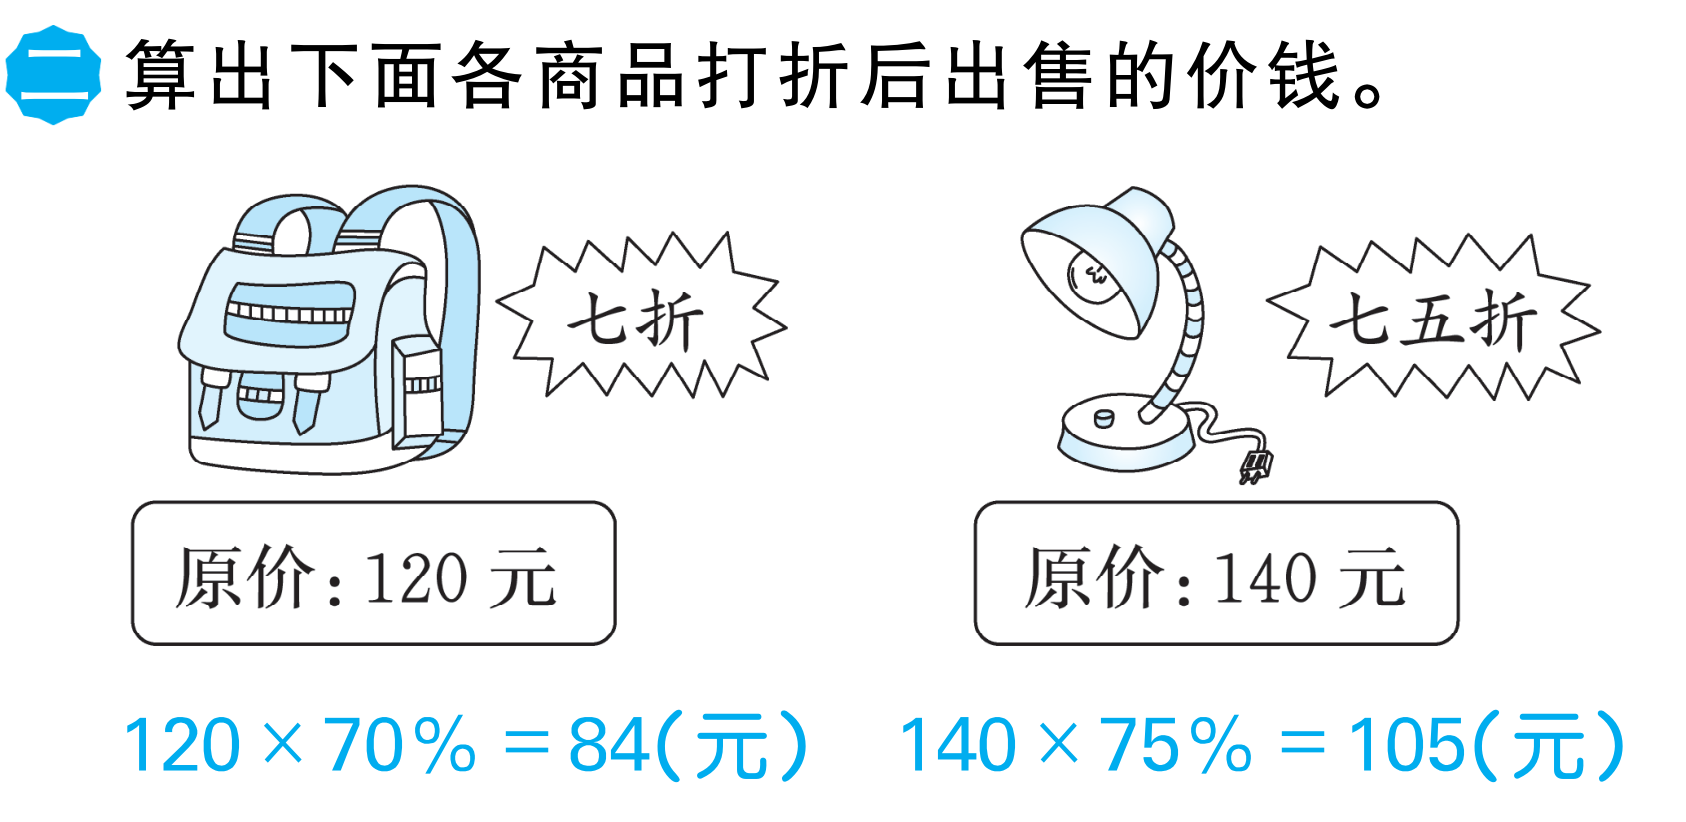 二 算出下面各商品打折后出售的价钱。
七折
七五折
原价:120 元
原价:140 元
120 × 70% = 84(元)
140 × 75% = 105(元)